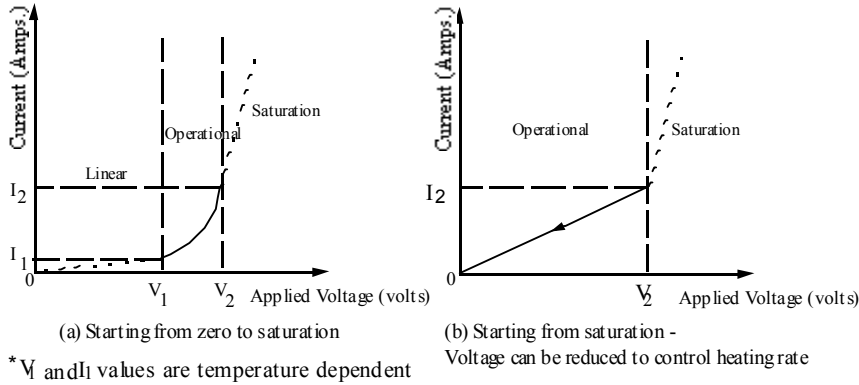 Current (Amps.)
Operational
Saturation
Linear
I2
I1
0
V1
V2
Applied Voltage (volts)
(a) Starting from zero to saturation
*V1 and I1 values are temperature dependent
Current (Amps.)
Operational
Saturation
I2
0
V2
Applied Voltage (volts)
(b) Starting from saturation -
Voltage can be reduced to control heating rate